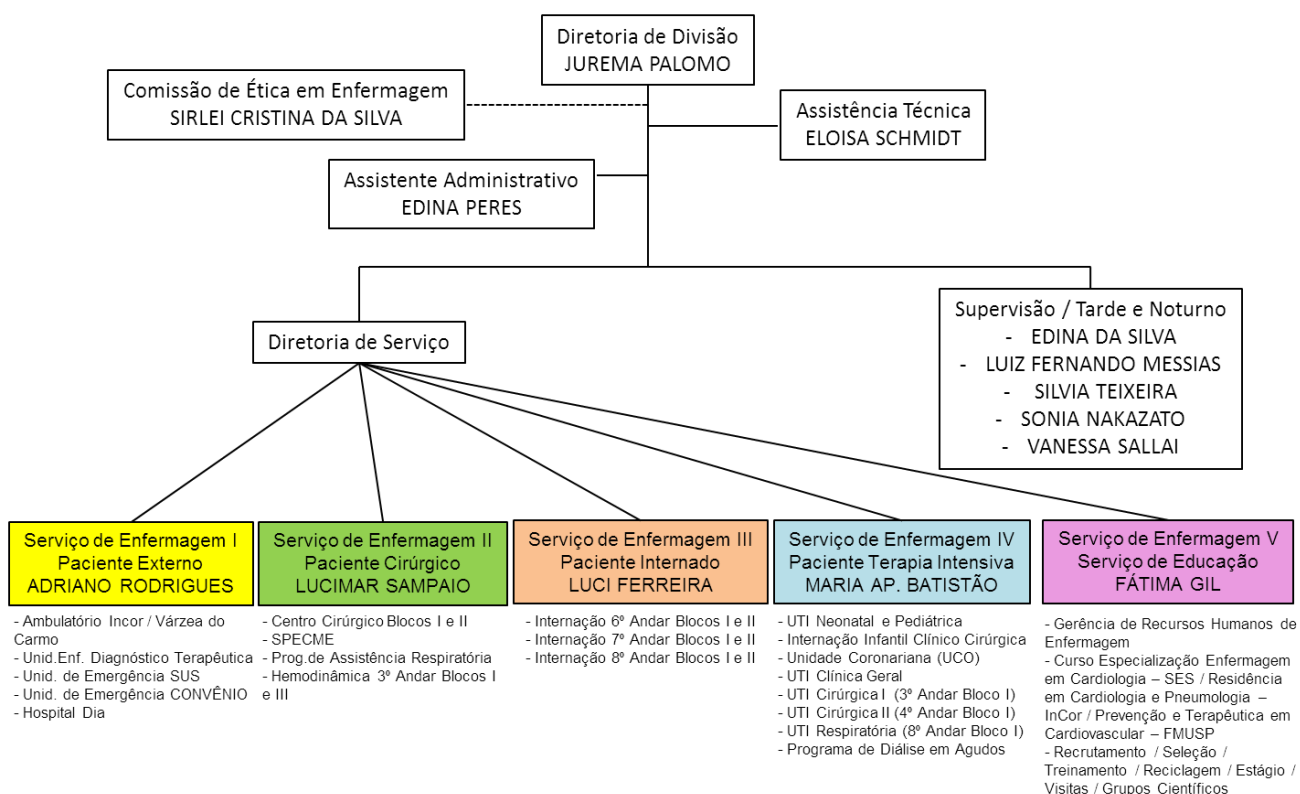 Diretoria de Divisão
JUREMA PALOMO
Comissão de Ética em Enfermagem
SIRLEI CRISTINA DA SILVA
Assistência Técnica
ELOISA SCHMIDT
Assistente Administrativo
EDINA PERES
Diretoria de Serviço
Supervisão / Tarde e Noturno
- EDINA DA SILVA
- LUIZ FERNANDO MESSIAS
- SILVIA TEIXEIRA
- SONIA NAKAZATO
- VANESSA SALLAI
Serviço de Enfermagem I
Paciente Externo
ADRIANO RODRIGUES
- Ambulatório Incor / Várzea do
Carmo
- Unid.Enf. Diagnóstico Terapêutica
- Unid. de Emergência SUS
- Unid. de Emergência CONVÊNIO
- Hospital Dia
Serviço de Enfermagem II
Paciente Cirúrgico
LUCIMAR SAMPAIO
- Centro Cirúrgico Blocos I e II
- SPECME
- Prog.de Assistência Respiratória
- Hemodinâmica 3º Andar Blocos I
e III
Serviço de Enfermagem III
Paciente Internado
LUCI FERREIRA
- Internação 6º Andar Blocos I e II
- Internação 7º Andar Blocos I e II
- Internação 8º Andar Blocos I e II
Serviço de Enfermagem IV
Paciente Terapia Intensiva
MARIA AP. BATISTÃO
- UTI Neonatal e Pediátrica
- Internação Infantil Clínico Cirúrgica
- Unidade Coronariana (UCO)
- UTI Clínica Geral
- UTI Cirúrgica I (3º Andar Bloco I)
- UTI Cirúrgica II (4º Andar Bloco I)
- UTI Respiratória (8º Andar Bloco I)
- Programa de Diálise em Agudos
Serviço de Enfermagem V
Serviço de Educação
FÁTIMA GIL
- Gerência de Recursos Humanos de
Enfermagem
- Curso Especialização Enfermagem
em Cardiologia – SES / Residência
em Cardiologia e Pneumologia –
InCor / Prevenção e Terapêutica em
Cardiovascular – FMUSP
- Recrutamento / Seleção /
Treinamento / Reciclagem / Estágio /
Visitas / Grupos Científicos